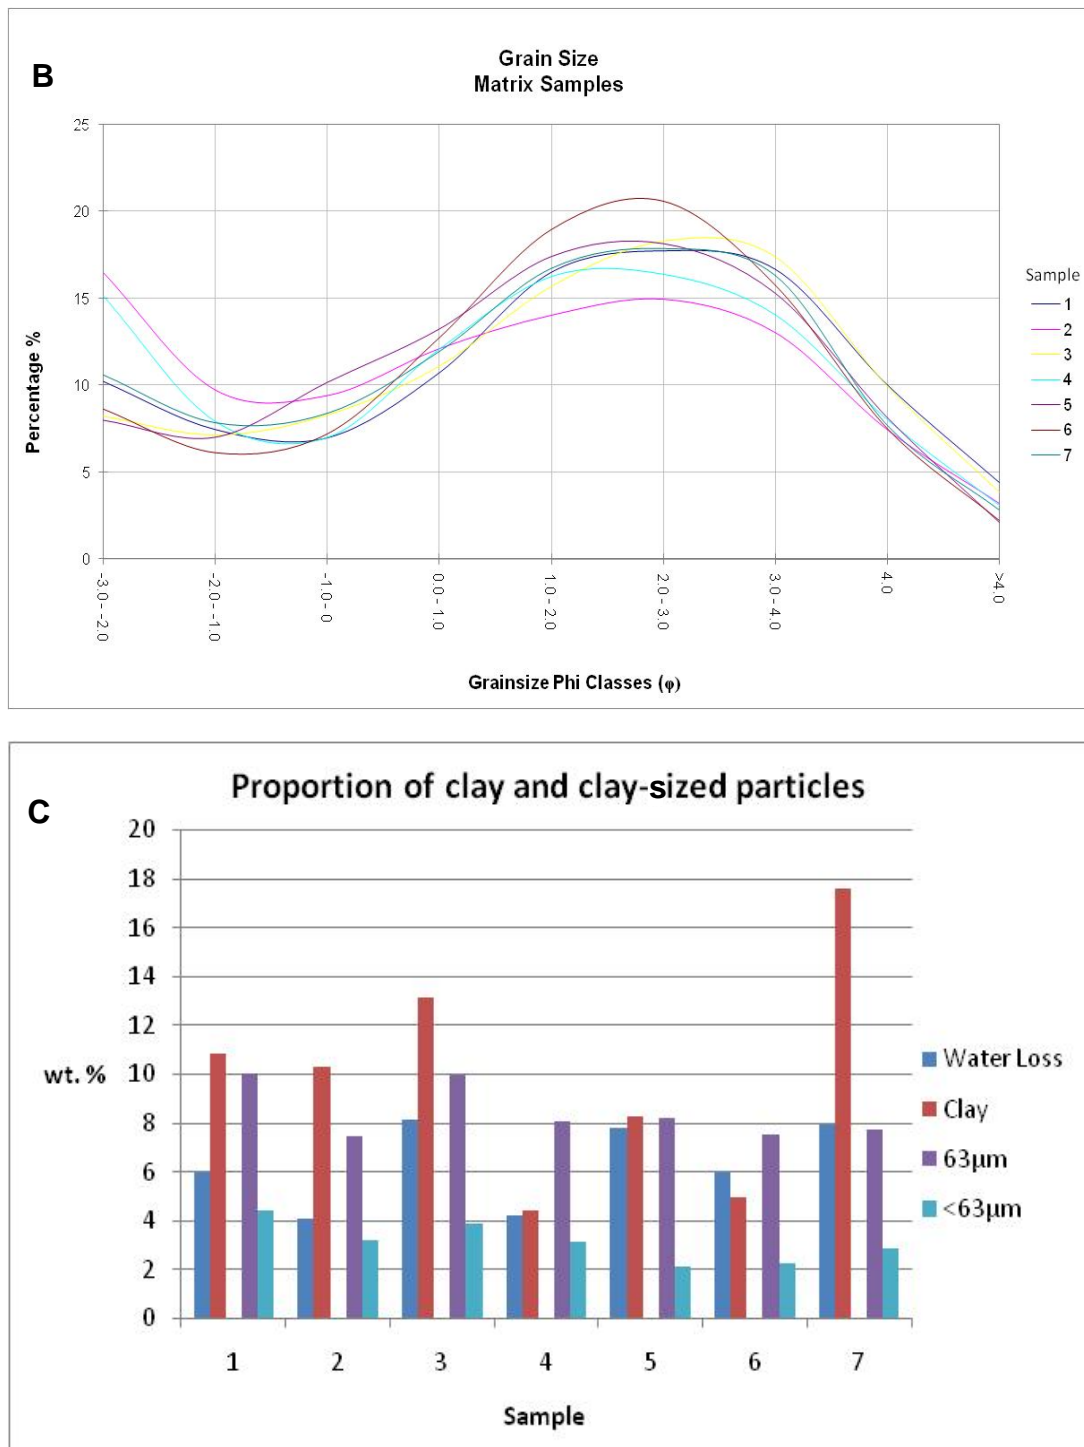 B
Grain Size
Matrix Samples
25
20
15
10
5
0
Percentage %
-3.0 - -2.0
-2.0 - -1.0
-1.0 - 0
0.0 - 1.0
1.0 - 2.0
2.0 - 3.0
3.0 - 4.0
4.0
>4.0
Grainsize Phi Classes (φ)
Sample
1
2
3
4
5
6
7
C
Proportion of clay and clay-sized particles
20
18
16
14
12
10
8
6
4
2
0
wt. %
1 2 3 4 5 6 7
Sample
Water Loss
Clay
63µm
<63µm